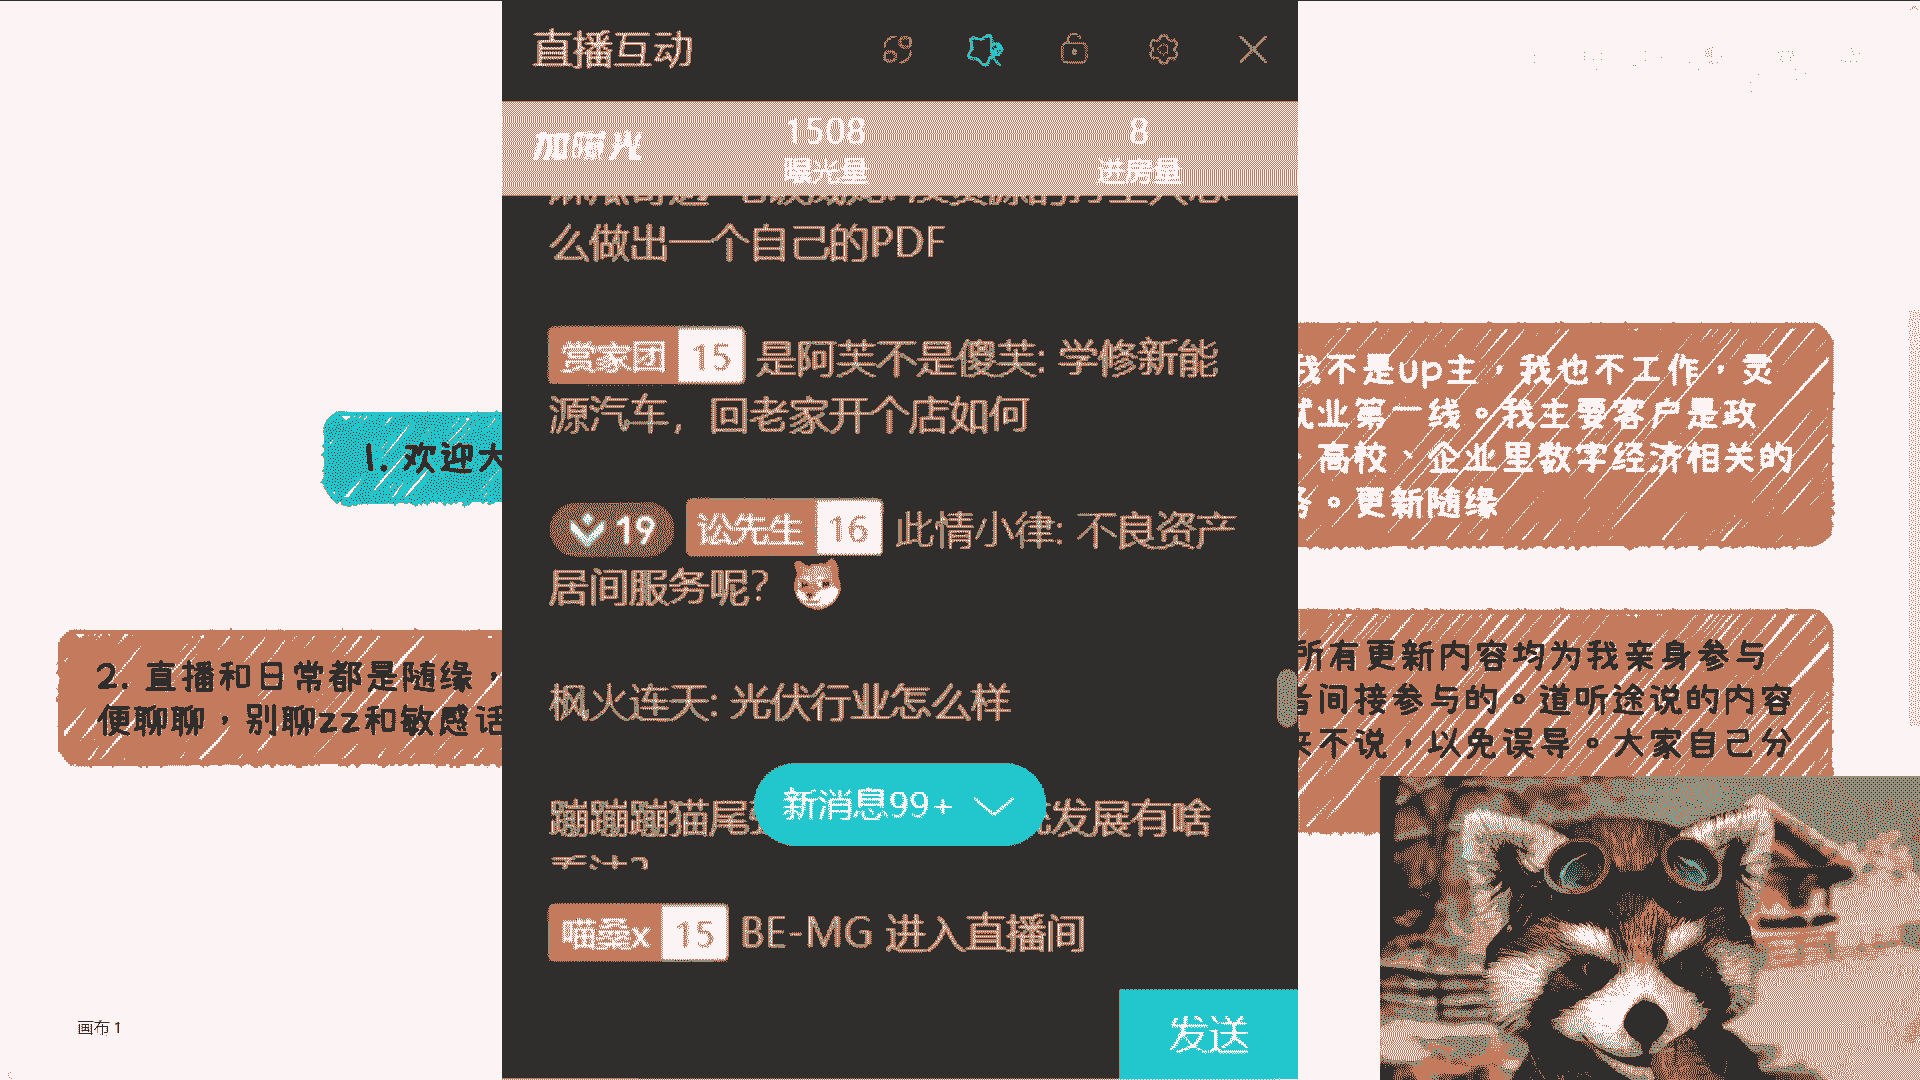 直播互动
加曝光
1508
曝光量
8
进房量
么做出一个自己的PDF
赏家团 15 是阿芙不是傻芙: 学修新能
源汽车，回老家开个店如何
19 讼先生 16 此情小律: 不良资产
居间服务呢?
枫火连天: 光伏行业怎么样
蹦蹦蹦猫尾
发展有啥
新消息99+
喵桑x 15 BE-MG 进入直播间
发送
1. 欢迎大
2. 直播和日常都是随缘，
便聊聊，别聊zz和敏感话
我不是up主，我也不工作，灵
就业第一线。我主要客户是政
、高校、企业里数字经济相关的
务。更新随缘
所有更新内容均为我亲身参与
者间接参与的。道听途说的内容
来不说，以免误导。大家自己分
画布 1